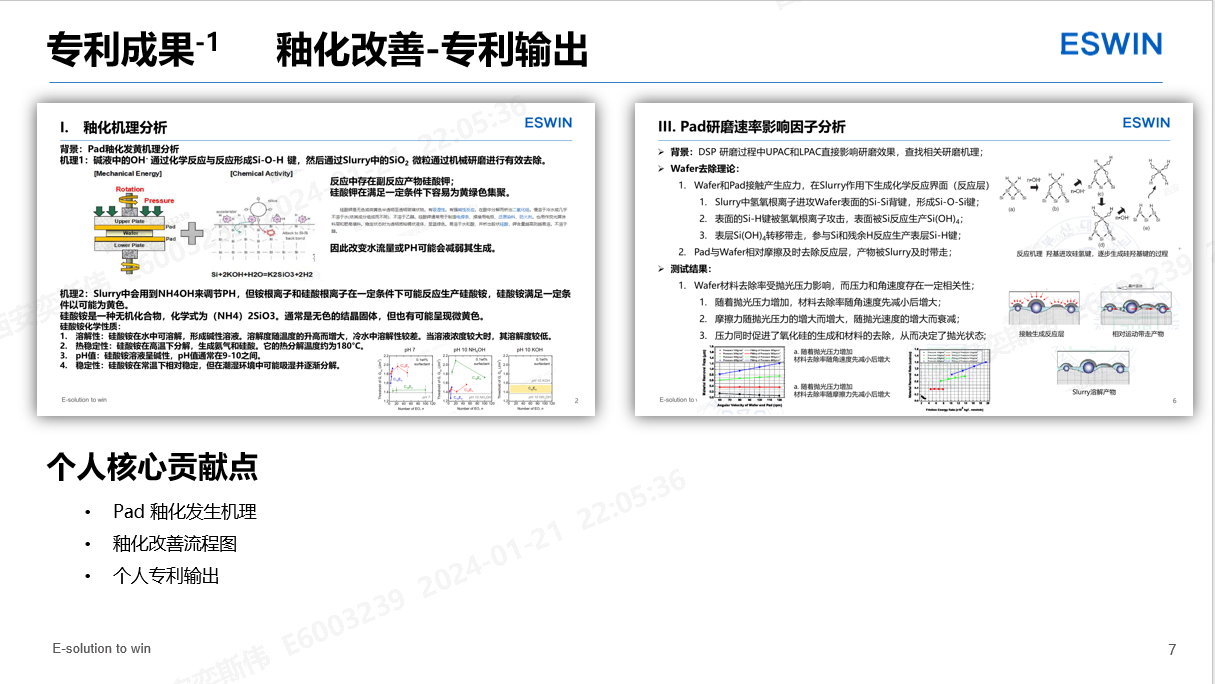 专利成果-1 釉化改善-专利输出
ESWIN
I. 釉化机理分析
ESWIN
背景：Pad釉化发黄机理分析
机理1：碱液中的OH- 通过化学反应与反应形成Si-O-H 键，然后通过Slurry中的SiO2 微粒通过机械研磨进行有效去除。
[Mechanical Energy]
[Chemical Activity]
Rotation
Pressure
Upper Plate
Pad
Wafer
Pad
Lower Plate
accelerator
silica
Attack to Si-Si
back bond
Si+2KOH+H2O=K2SiO3+2H2
反应中存在副反应产物硅酸钾；
硅酸钾在满足一定条件下容易为黄绿色集聚。
因此改变水流量或PH可能会减弱其生成。
机理2：Slurry中会用到NH4OH来调节PH，但铵根离子和硅酸根离子在一定条件下可能反应生产硅酸铵，硅酸铵满足一定条
件以可能为黄色。
硅酸铵是一种无机化合物，化学式为（NH4）2SiO3。通常是无色的结晶固体，但也有可能呈现微黄色。
硅酸铵化学性质：
1. 溶解性：硅酸铵在水中可溶解，形成碱性溶液。溶解度随温度的升高而增大，冷水中溶解性较差。当溶液浓度较大时，其溶解度较低。
2. 热稳定性：硅酸铵在高温下分解，生成氨气和硅酸。它的热分解温度约为180°C。
3. pH值：硅酸铵溶液呈碱性，pH值通常在9-10之间。
4. 稳定性：硅酸铵在常温下相对稳定，但在潮湿环境中可能吸湿并逐渐分解。
pH 7
pH 10 NH4OH
pH 10 KOH
Number of EO, n
Number of EO, n
Number of EO, n
E-solution to win
2
III. Pad研磨速率影响因子分析
ESWIN
背景：DSP 研磨过程中UPAC和LPAC直接影响研磨效果，查找相关研磨机理；
Wafer去除理论：
1. Wafer和Pad接触产生应力，在Slurry作用下生成化学反应界面（反应层）
1. Slurry中氢氧根离子进攻Wafer表面的Si-Si背键，形成Si-O-Si键；
2. 表面的Si-H键被氢氧根离子攻击，表面被Si反应生产Si(OH)4；
3. 表层Si(OH)4转移带走，参与Si和残余H反应生产表层Si-H键；
2. Pad与Wafer相对摩擦及时去除反应层，产物被Slurry及时带走；
测试结果：
1. Wafer材料去除率受抛光压力影响，而压力和角速度存在一定相关性；
1. 随着抛光压力增加，材料去除率随角速度先减小后增大；
2. 摩擦力随抛光压力的增大而增大，随抛光速度的增大而衰减；
3. 压力同时促进了氧化硅的生成和材料的去除，从而决定了抛光状态；
(a)
(b)
(c)
(d)
(e)
反应机理 羟基进攻硅氢键，逐步生成硅羟基键的过程
接触生成反应层
相对运动带走产物
Slurry溶解产物
a. 随着抛光压力增加
材料去除率随角速度先减小后增大
a. 随着抛光压力增加
材料去除率随摩擦力先减小后增大
Angular Velocity of Wafer and Pad (rpm)
E-solution to
6
个人核心贡献点
• Pad 釉化发生机理
• 釉化改善流程图
• 个人专利输出
E-solution to win
7
E6003239 2024-01-21 22:05:36